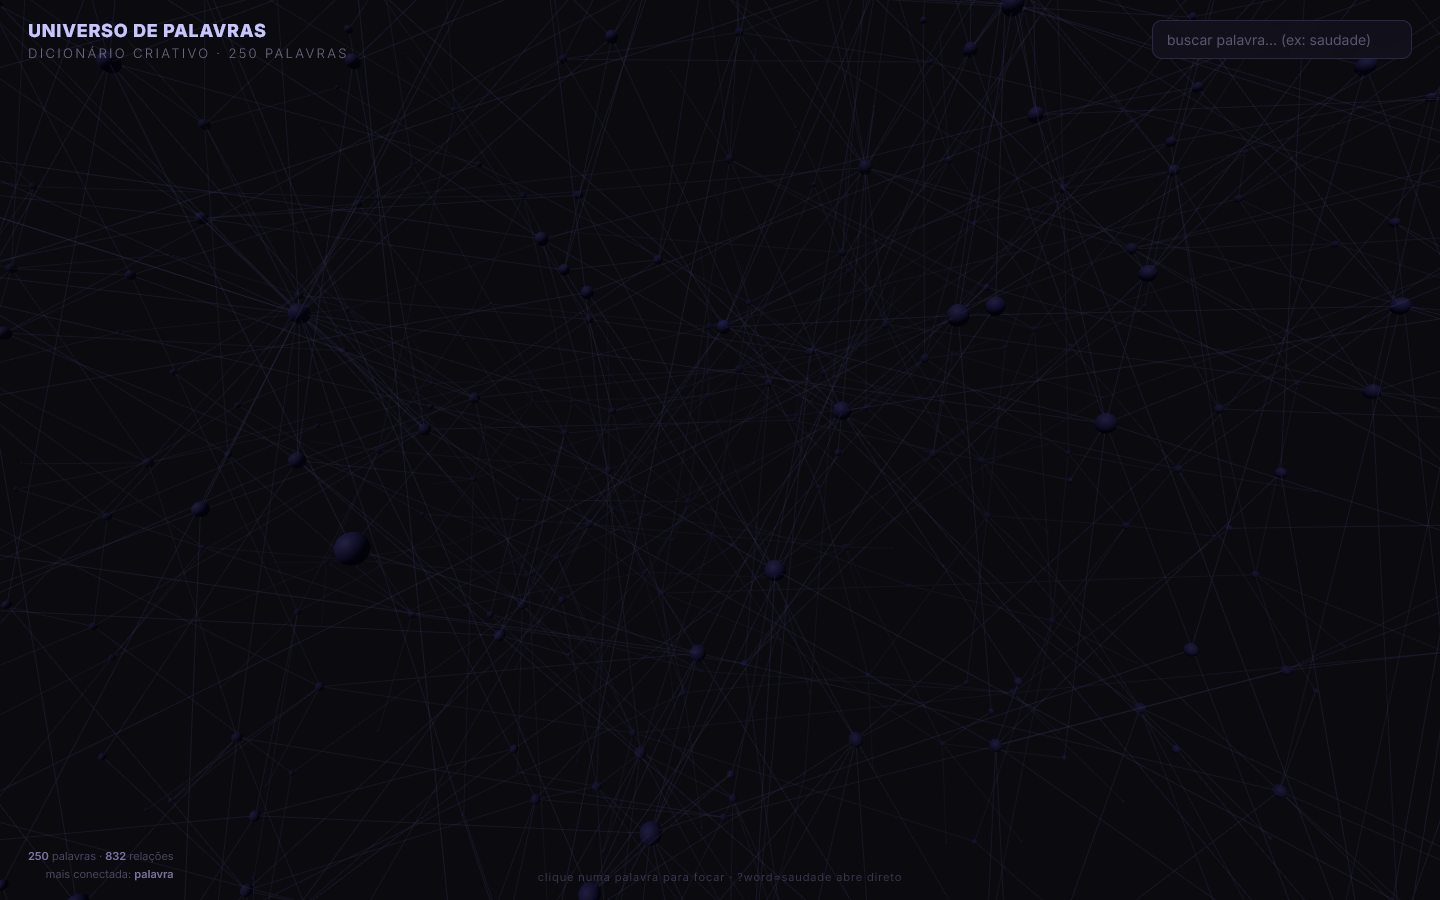 UNIVERSO DE PALAVRAS
DICIONÁRIO CRIATIVO · 250 PALAVRAS
buscar palavra... (ex: saudade)
250 palavras · 832 relações
mais conectada: palavra
clique numa palavra para focar · ?word=saudade abre direto